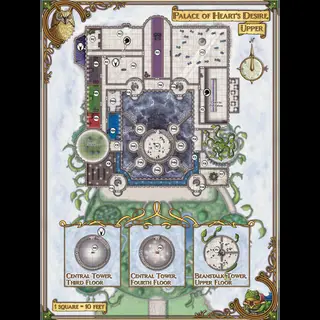 PALACE OF HEART'S DESIRE
UPPER
CENTRAL TOWER, THIRD FLOOR
CENTRAL TOWER, FOURTH FLOOR
BEANSTALK TOWER, UPPER FLOOR
1 SQUARE = 10 FEET